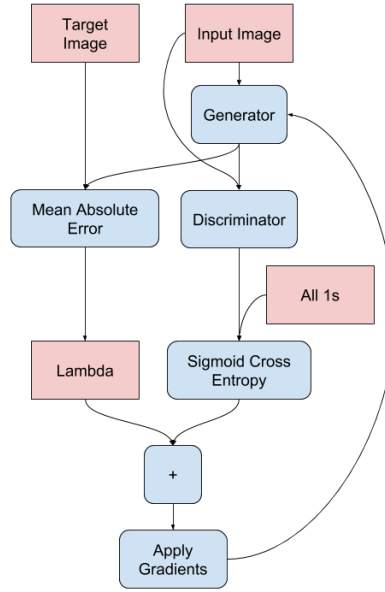 Target
Image
Input Image
Generator
Mean Absolute
Error
Discriminator
All 1s
Lambda
Sigmoid Cross
Entropy
+
Apply
Gradients